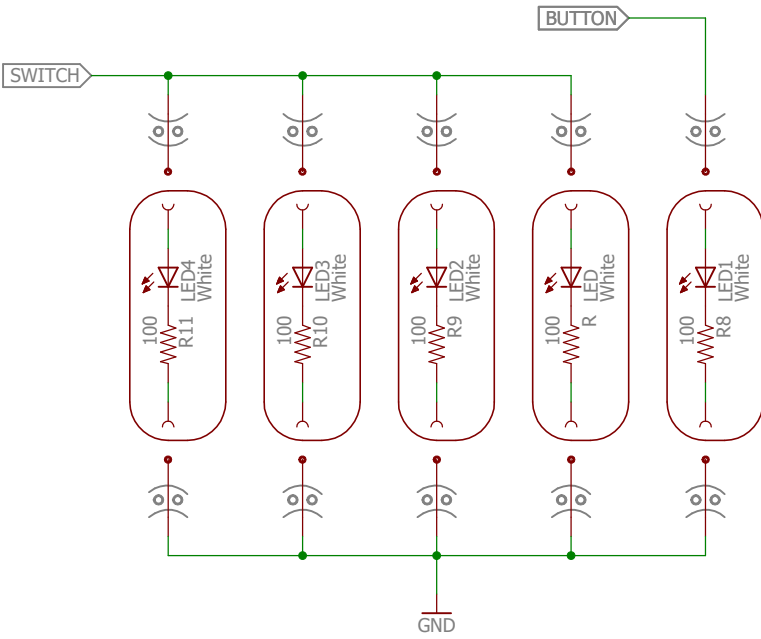 BUTTON
SWITCH
LED4
White
100
R11
LED3
White
100
R10
LED2
White
100
R9
LED
White
100
R
LED1
White
100
R8
GND